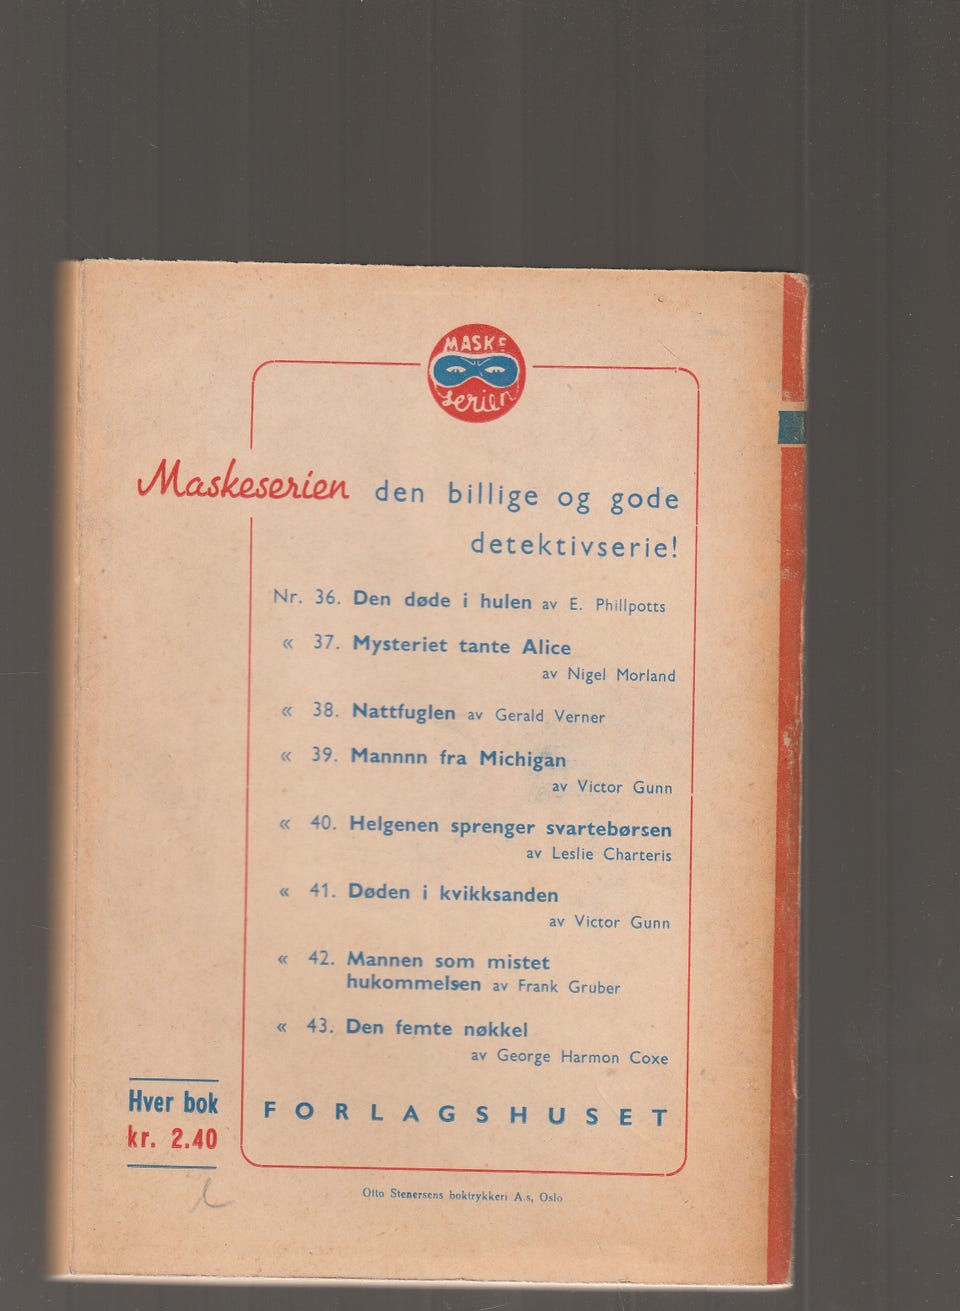 MASKE
serien
Maskeserien den billige og gode
detektivserie!
Nr. 36. Den døde i hulen av E. Phillpotts
« 37. Mysteriet tante Alice
av Nigel Morland
« 38. Nattfuglen av Gerald Verner
« 39. Mannnn fra Michigan
av Victor Gunn
« 40. Helgenen sprenger svartebørsen
av Leslie Charteris
« 41. Døden i kvikksanden
av Victor Gunn
« 42. Mannen som mistet
hukommelsen av Frank Gruber
« 43. Den femte nøkkel
av George Harmon Coxe
Hver bok
kr. 2.40
FORLAGSHUSET
Otto Stenersens boktrykkeri A.s, Oslo